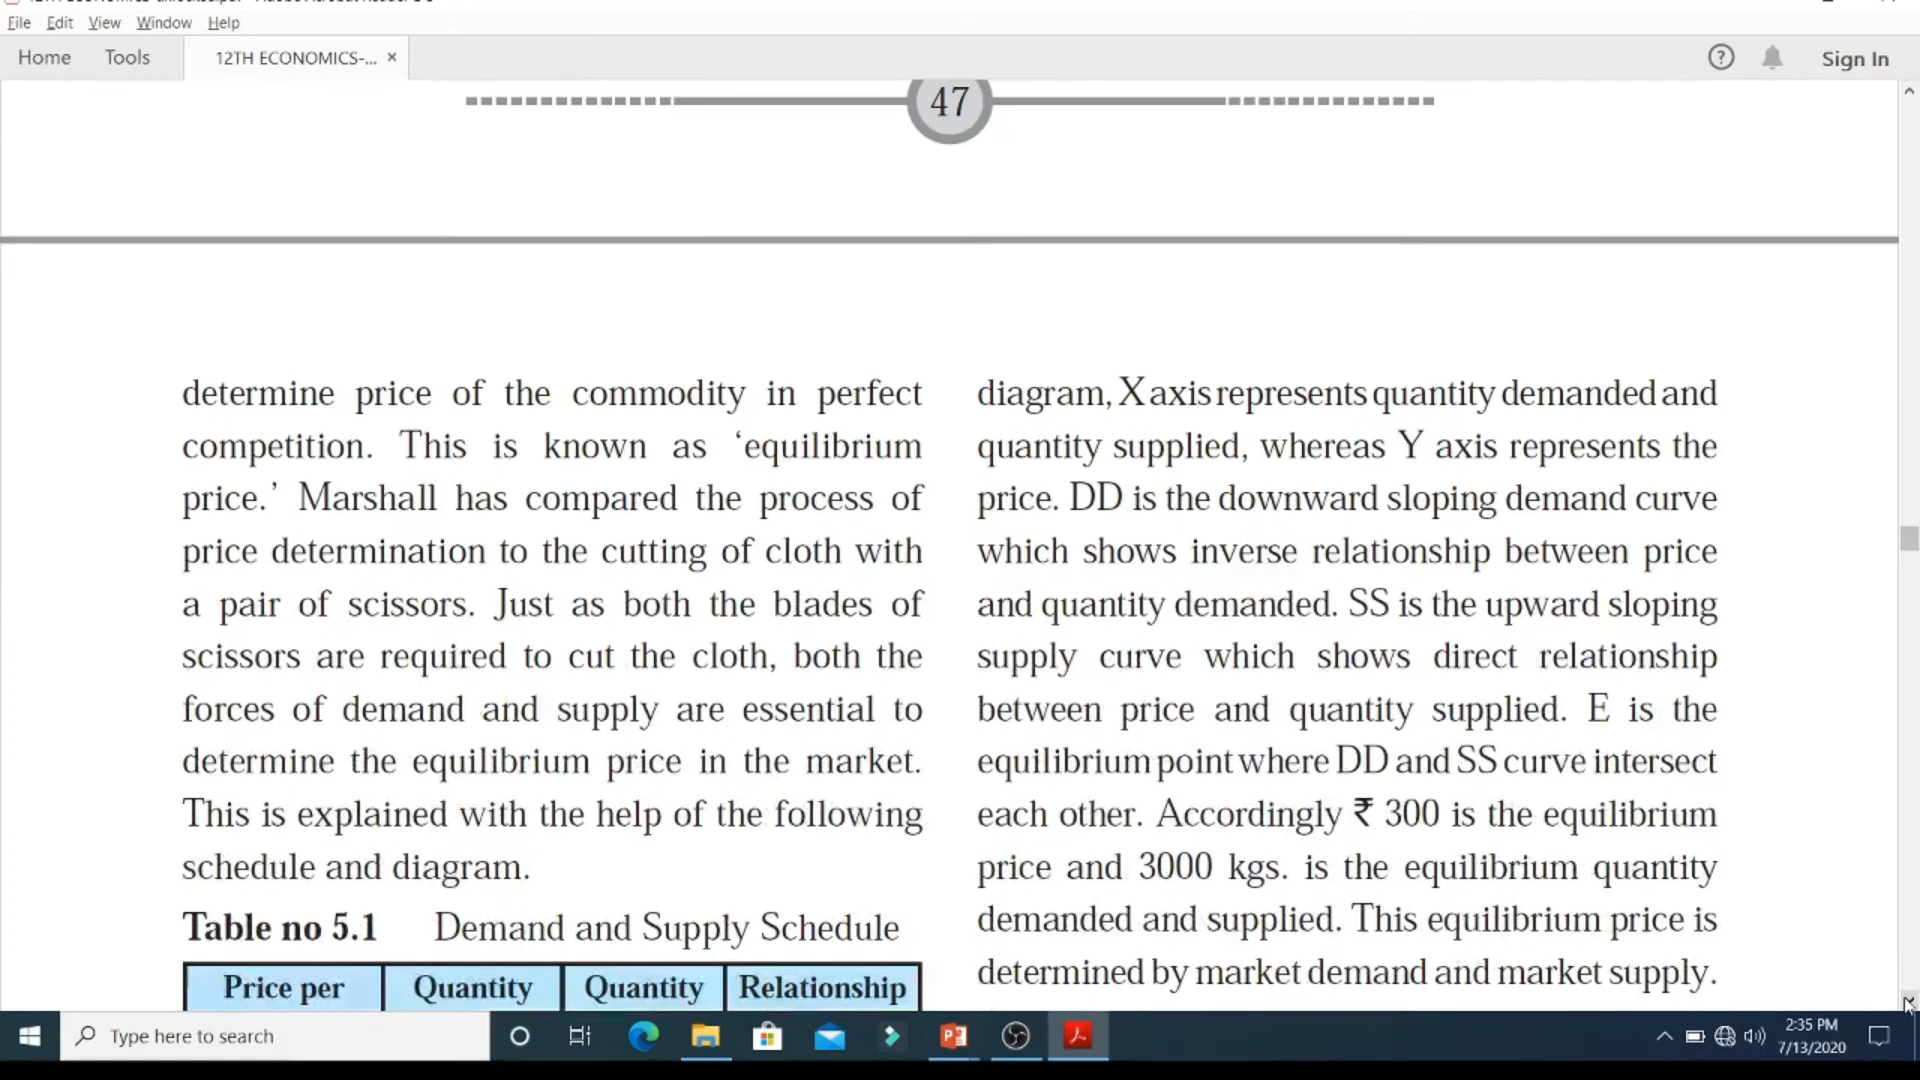 File Edit View Window Help
Home Tools 12TH ECONOMICS-... × ? Sign In
47
determine price of the commodity in perfect
competition. This is known as ‘equilibrium
price.’ Marshall has compared the process of
price determination to the cutting of cloth with
a pair of scissors. Just as both the blades of
scissors are required to cut the cloth, both the
forces of demand and supply are essential to
determine the equilibrium price in the market.
This is explained with the help of the following
schedule and diagram.
Table no 5.1 Demand and Supply Schedule
Price per Quantity Quantity Relationship
diagram, X axis represents quantity demanded and
quantity supplied, whereas Y axis represents the
price. DD is the downward sloping demand curve
which shows inverse relationship between price
and quantity demanded. SS is the upward sloping
supply curve which shows direct relationship
between price and quantity supplied. E is the
equilibrium point where DD and SS curve intersect
each other. Accordingly ₹ 300 is the equilibrium
price and 3000 kgs. is the equilibrium quantity
demanded and supplied. This equilibrium price is
determined by market demand and market supply.
Type here to search
2:35 PM
7/13/2020